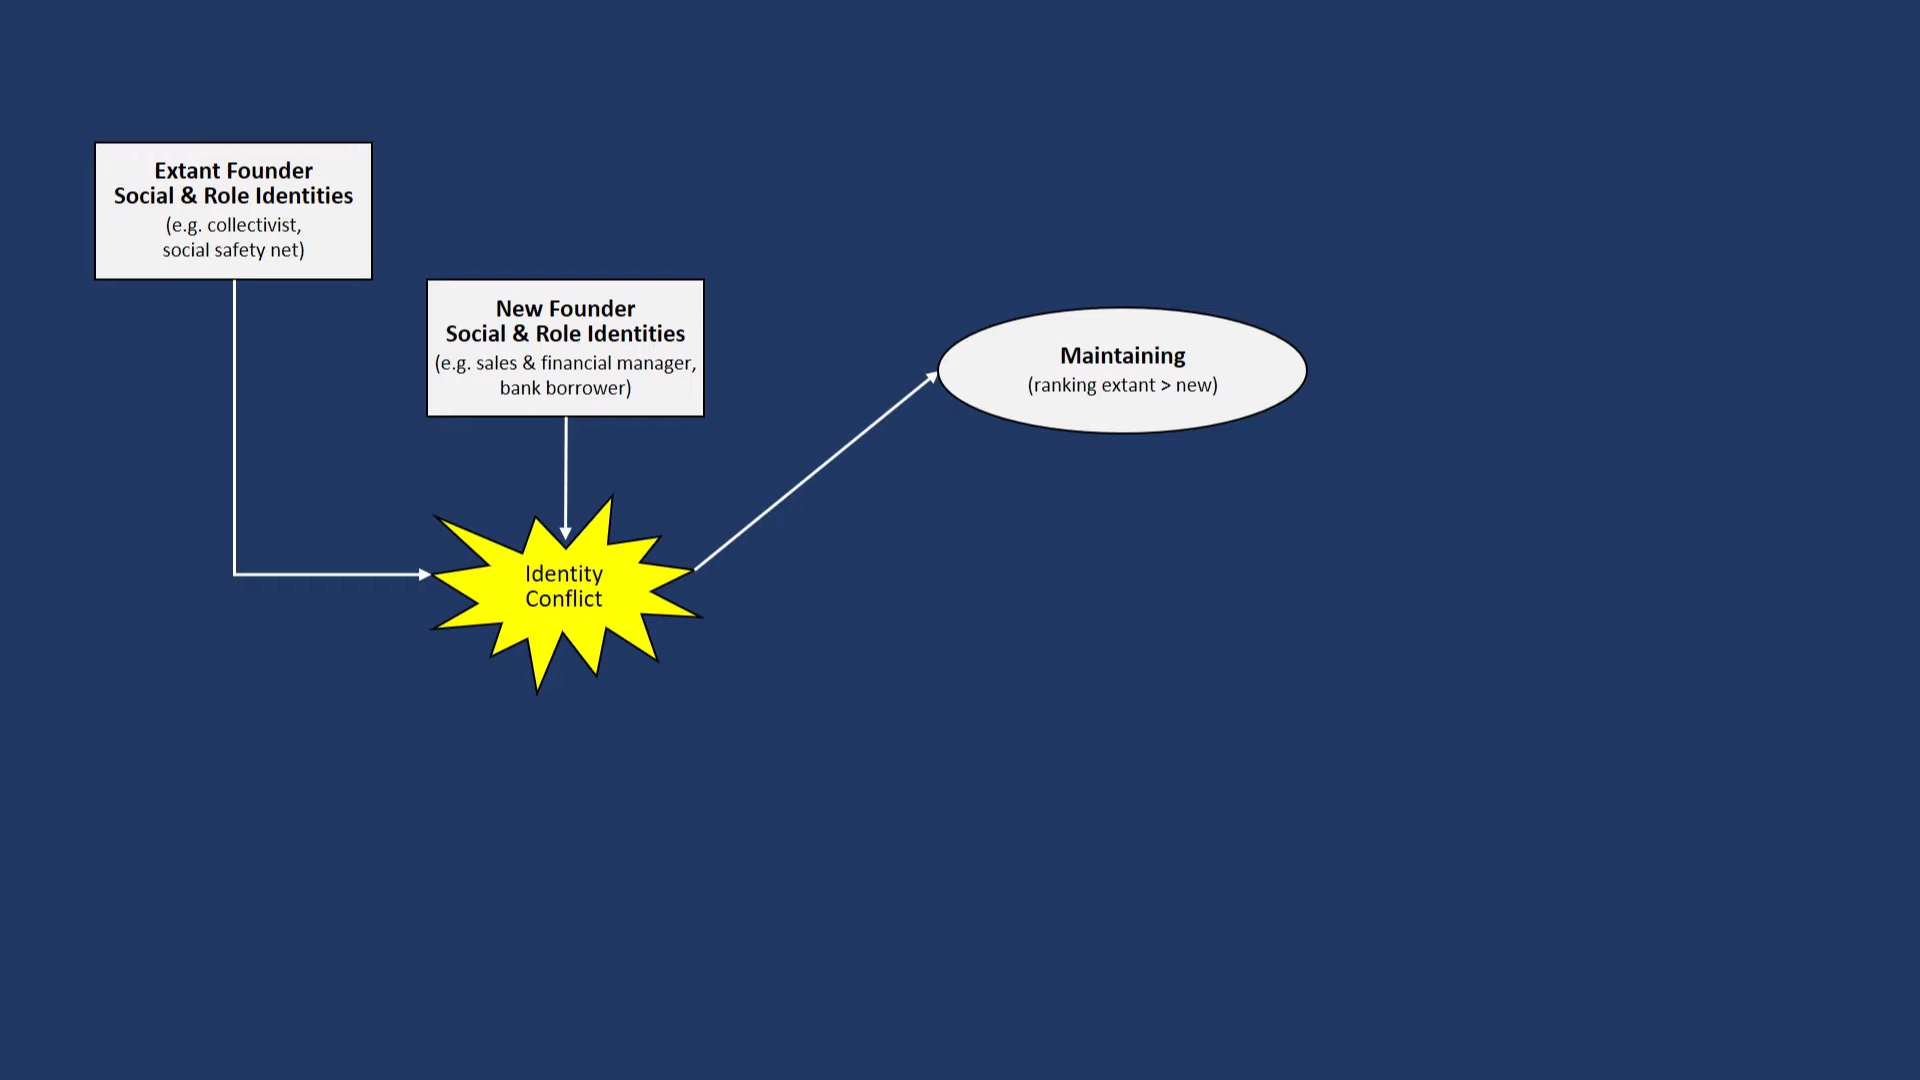 Extant Founder
Social & Role Identities
(e.g. collectivist,
social safety net)
New Founder
Social & Role Identities
(e.g. sales & financial manager,
bank borrower)
Maintaining
(ranking extant > new)
Identity
Conflict